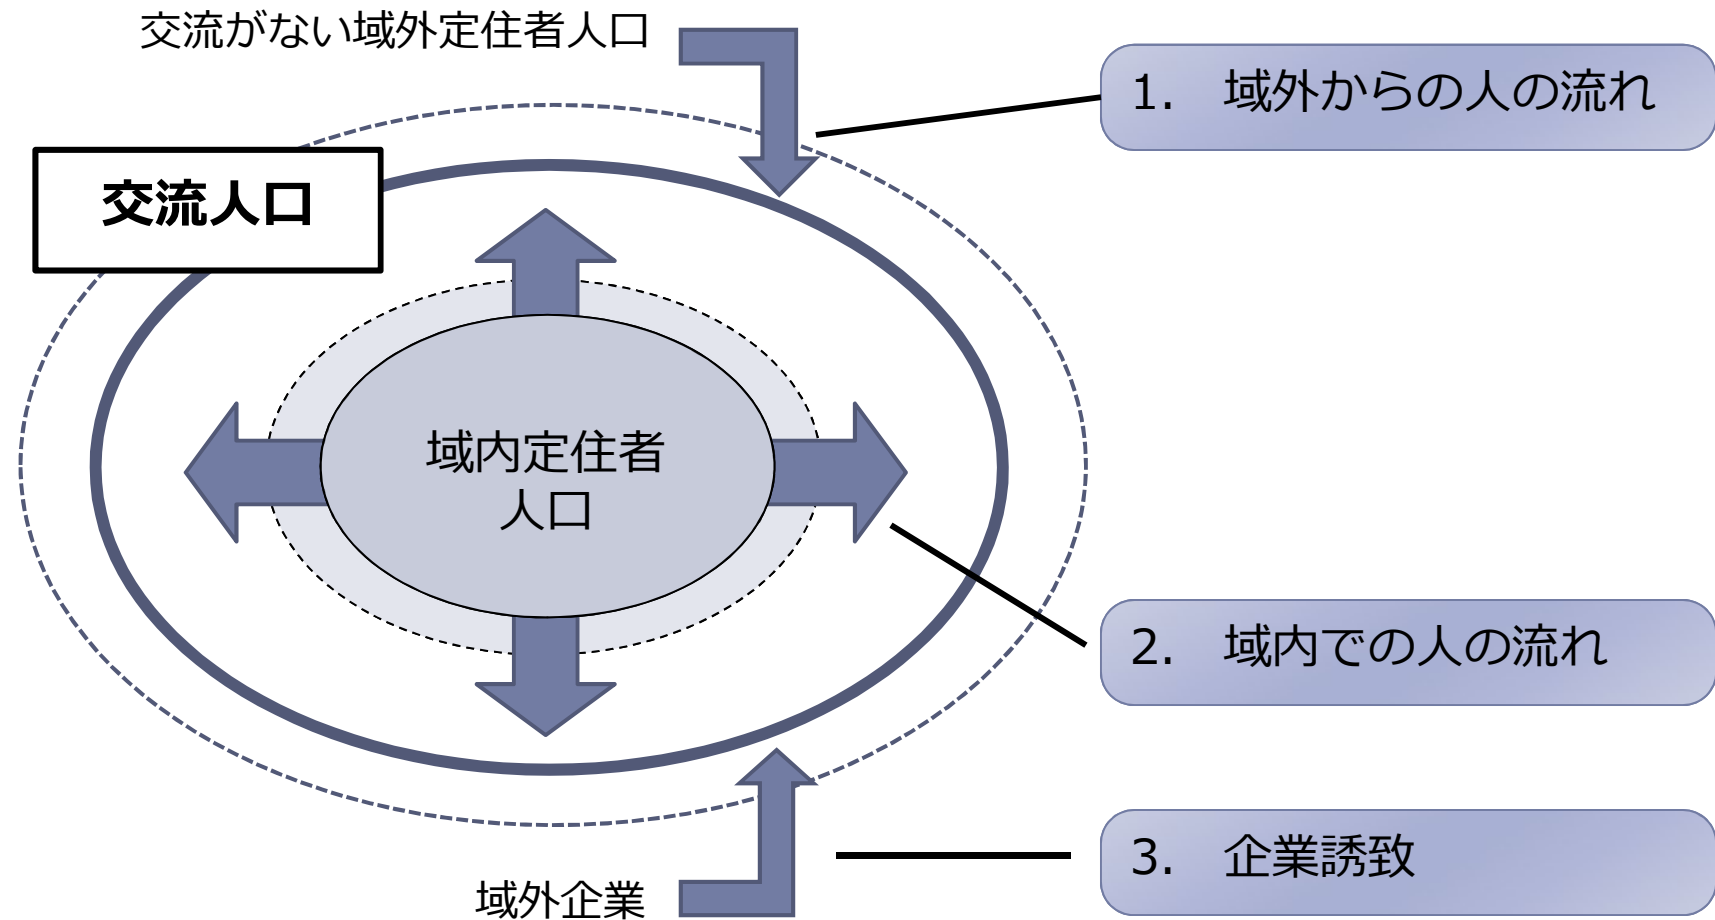 交流がない域外定住者人口
1. 域外からの人の流れ
交流人口
域内定住者
人口
2. 域内での人の流れ
3. 企業誘致
域外企業